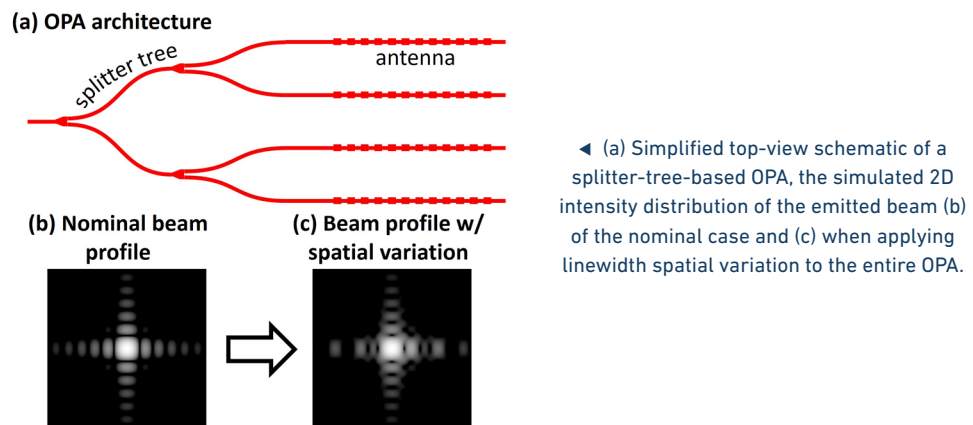 (a) OPA architecture
splitter tree
antenna
(b) Nominal beam
profile
(c) Beam profile w/
spatial variation
◄ (a) Simplified top-view schematic of a
splitter-tree-based OPA, the simulated 2D
intensity distribution of the emitted beam (b)
of the nominal case and (c) when applying
linewidth spatial variation to the entire OPA.